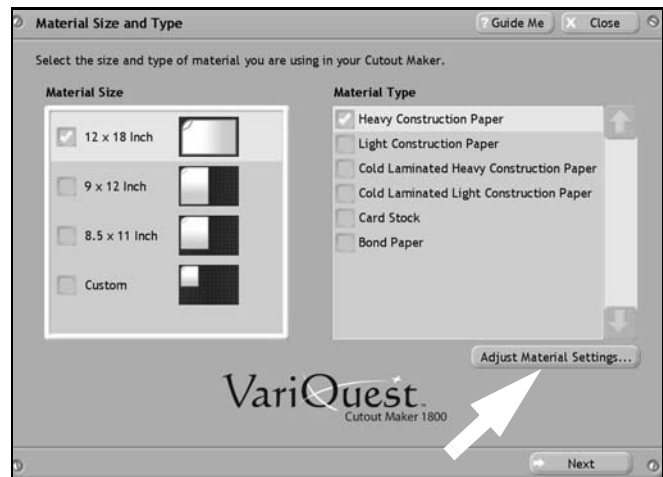 Material Size and Type
? Guide Me
X Close
Select the size and type of material you are using in your Cutout Maker.
Material Size
12 x 18 Inch
9 x 12 Inch
8.5 x 11 Inch
Custom
Material Type
Heavy Construction Paper
Light Construction Paper
Cold Laminated Heavy Construction Paper
Cold Laminated Light Construction Paper
Card Stock
Bond Paper
Adjust Material Settings...
VariQuest
Cutout Maker 1800
Next